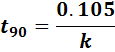 t₉₀ = 0.105/k